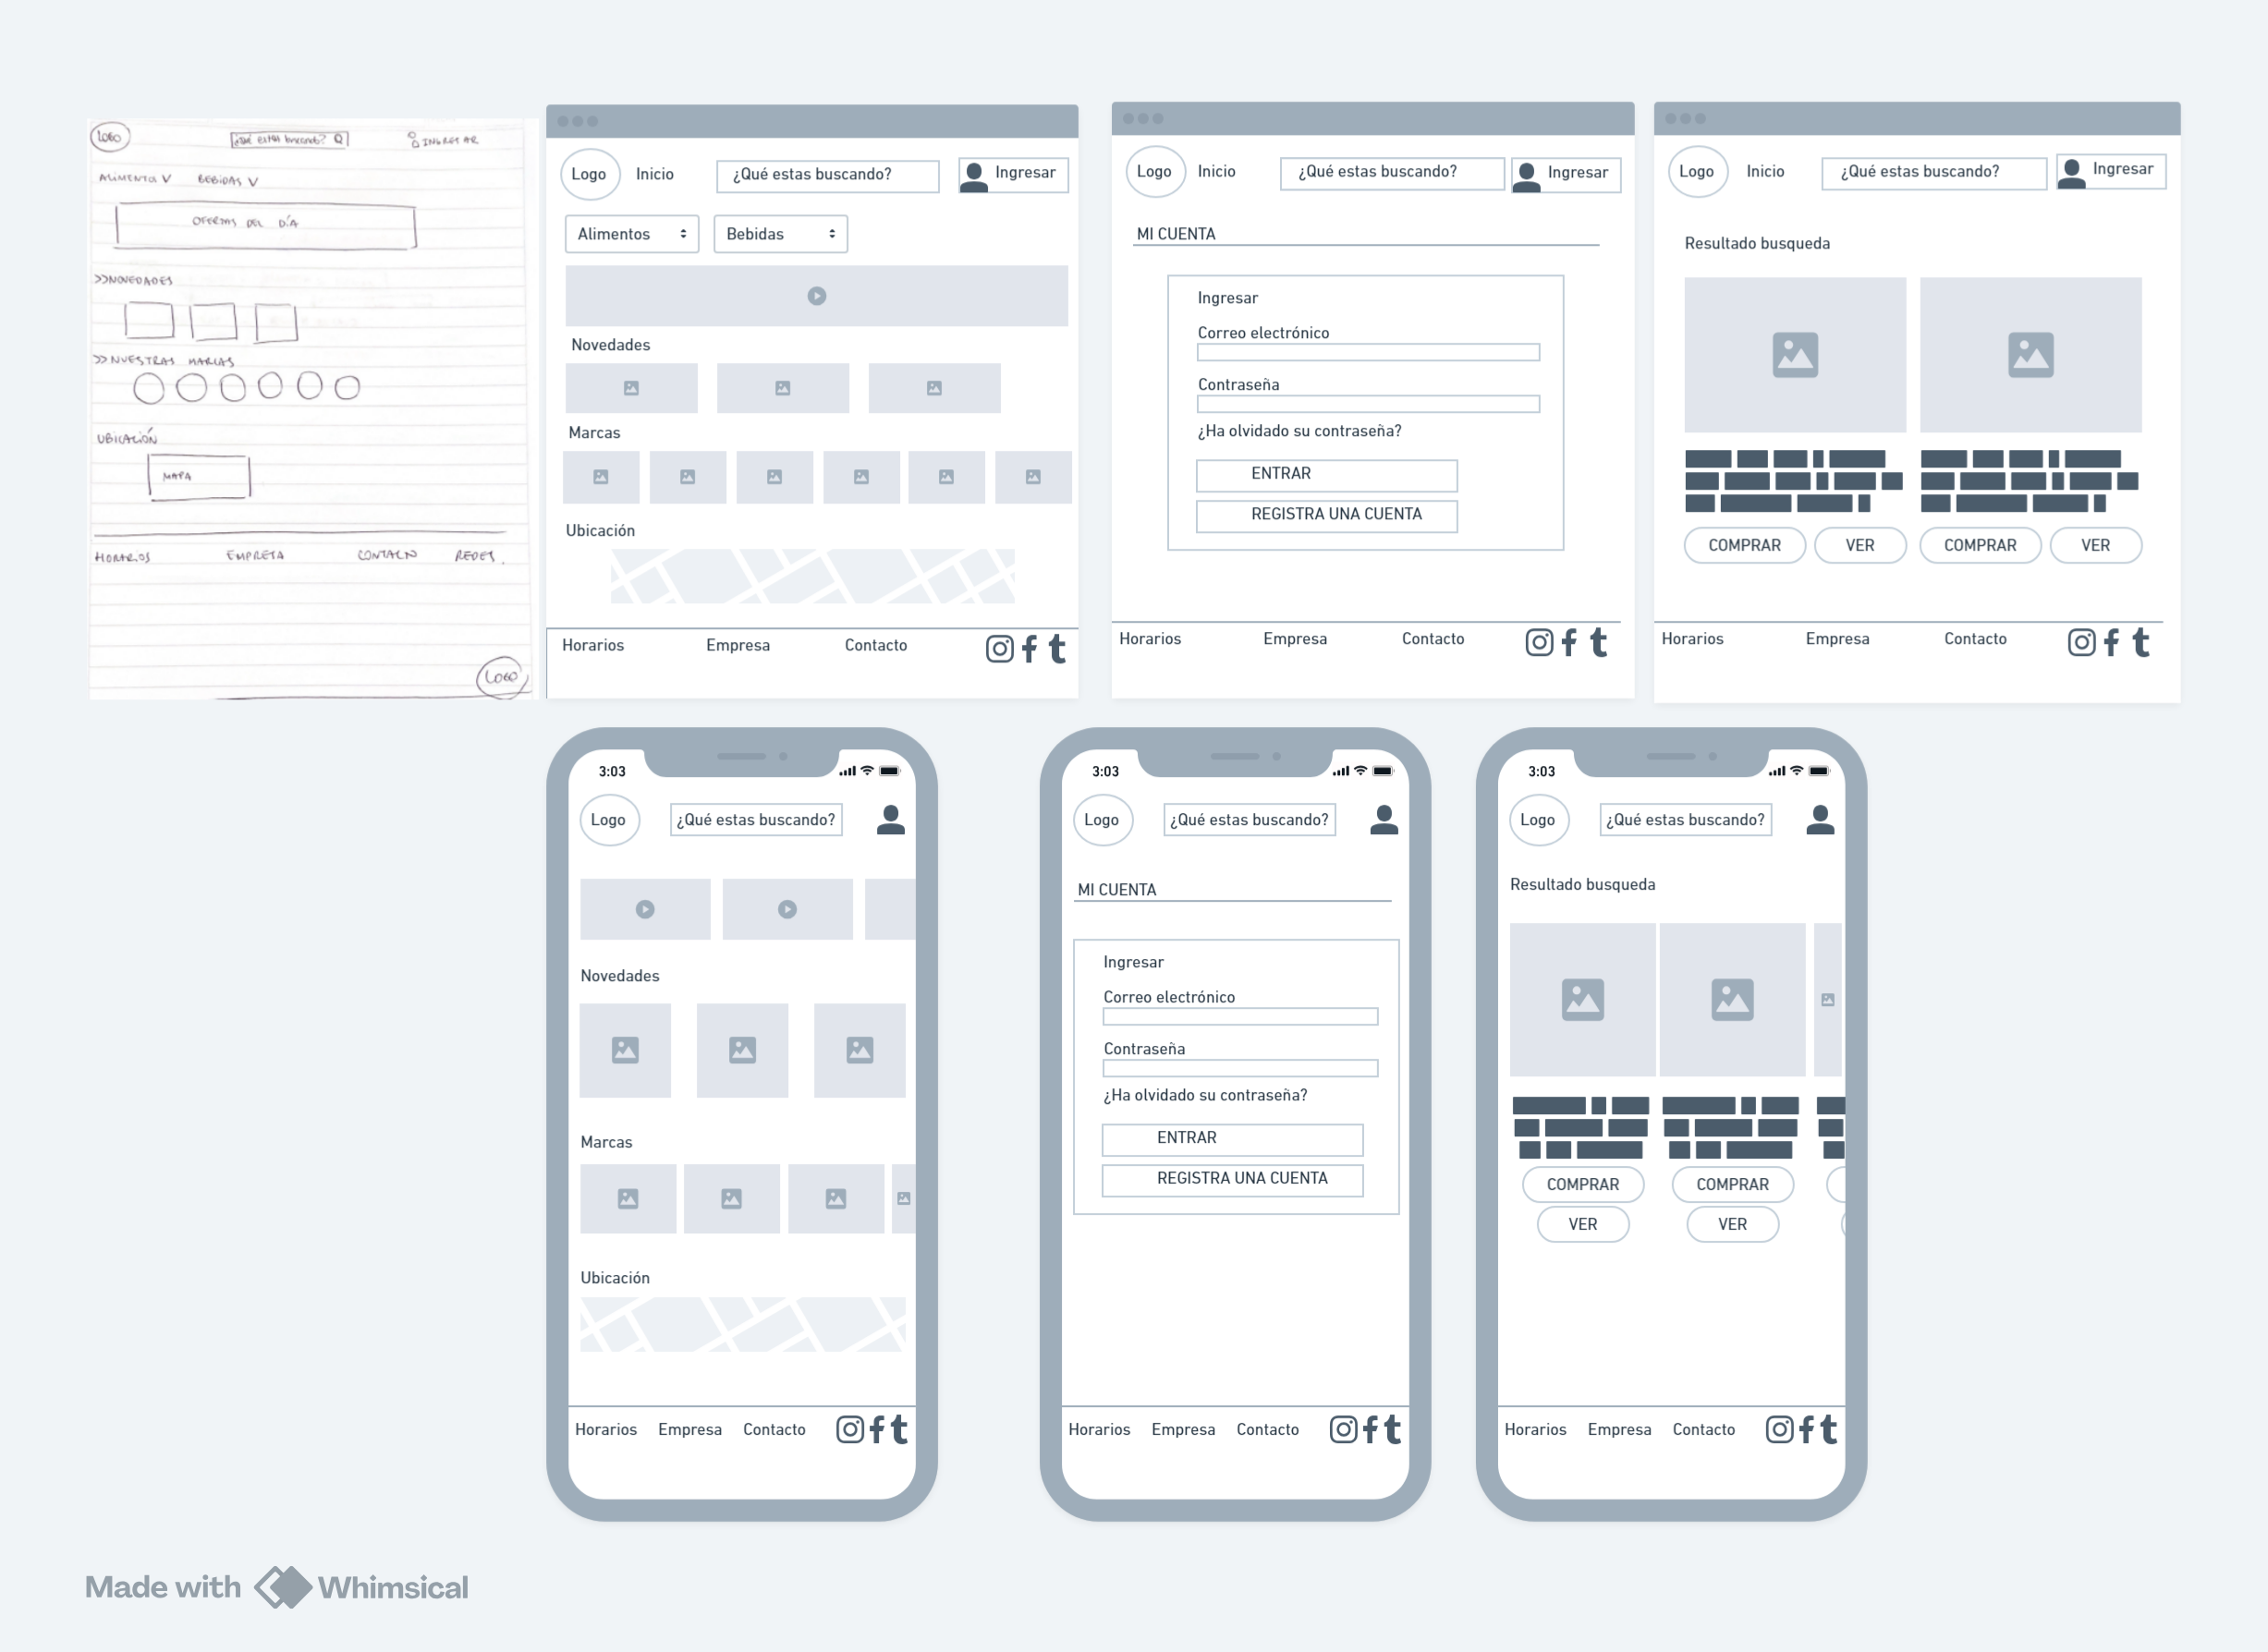 LOGO
¿Qué estas buscando?
INGRESAR
ALIMENTO V BEBIDAS V
OFERTAS DEL DÍA
>>NOVEDADES
>>NUESTRAS MARCAS
UBICACIÓN
MAPA
HORARIOS EMPRESA CONTACTO REDES
LOGO
Logo Inicio ¿Qué estas buscando? Ingresar
Alimentos Bebidas
Novedades
Marcas
Ubicación
Horarios Empresa Contacto
Logo Inicio ¿Qué estas buscando? Ingresar
MI CUENTA
Ingresar
Correo electrónico
Contraseña
¿Ha olvidado su contraseña?
ENTRAR
REGISTRA UNA CUENTA
Horarios Empresa Contacto
Logo Inicio ¿Qué estas buscando? Ingresar
Resultado busqueda
COMPRAR VER COMPRAR VER
Horarios Empresa Contacto
3:03
Logo ¿Qué estas buscando?
Novedades
Marcas
Ubicación
Horarios Empresa Contacto
3:03
Logo ¿Qué estas buscando?
MI CUENTA
Ingresar
Correo electrónico
Contraseña
¿Ha olvidado su contraseña?
ENTRAR
REGISTRA UNA CUENTA
Horarios Empresa Contacto
3:03
Logo ¿Qué estas buscando?
Resultado busqueda
COMPRAR COMPRAR
VER VER
Horarios Empresa Contacto
Made with Whimsical